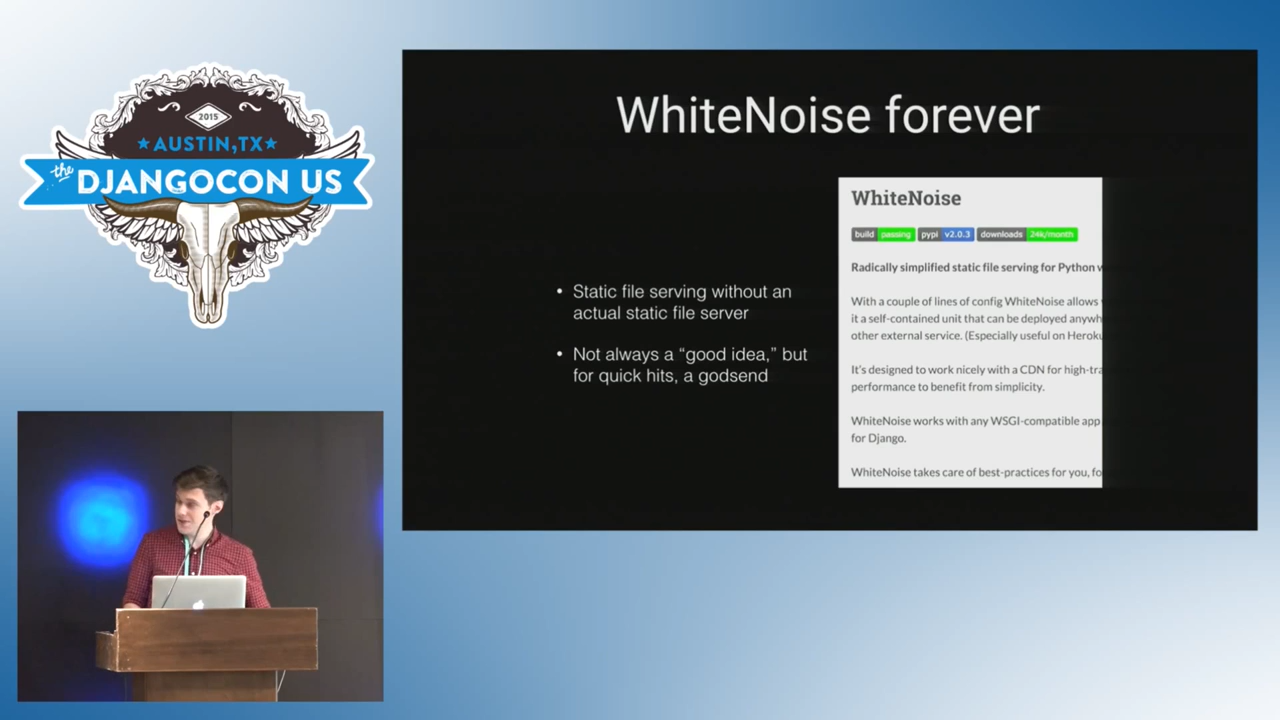 2015
AUSTIN,TX
the
DJANGOCON US
WhiteNoise forever
• Static file serving without an
actual static file server
• Not always a “good idea,” but
for quick hits, a godsend
WhiteNoise
build passing pypi v2.0.3 downloads 24k/month
Radically simplified static file serving for Python
With a couple of lines of config WhiteNoise allows
it a self-contained unit that can be deployed
other external service. (Especially useful on
It's designed to work nicely with a CDN for
performance to benefit from simplicity.
WhiteNoise works with any WSGI-compatible app
for Django.
WhiteNoise takes care of best-practices for you,